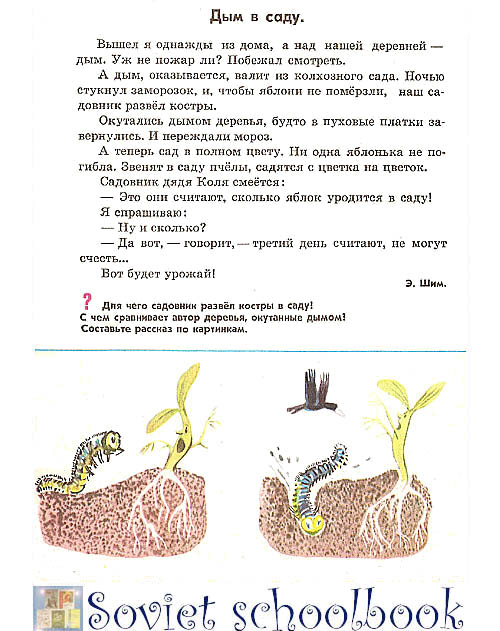 Дым в саду.
Вышел я однажды из дома, а над нашей деревней —
дым. Уж не пожар ли? Побежал смотреть.
А дым, оказывается, валит из колхозного сада. Ночью
стукнул заморозок, и, чтобы яблони не помёрзли, наш са-
довник развёл костры.
Окутались дымом деревья, будто в пуховые платки за-
вернулись. И переждали мороз.
А теперь сад в полном цвету. Ни одна яблонька не по-
гибла. Звенят в саду пчёлы, садятся с цветка на цветок.
Садовник дядя Коля смеётся:
— Это они считают, сколько яблок уродится в саду!
Я спрашиваю:
— Ну и сколько?
— Да вот, — говорит, — третий день считают, не могут
счесть...
Вот будет урожай!
Э. Шим.
? Для чего садовник развёл костры в саду!
С чем сравнивает автор деревья, окутанные дымом!
Составьте рассказ по картинкам.
Soviet schoolbook